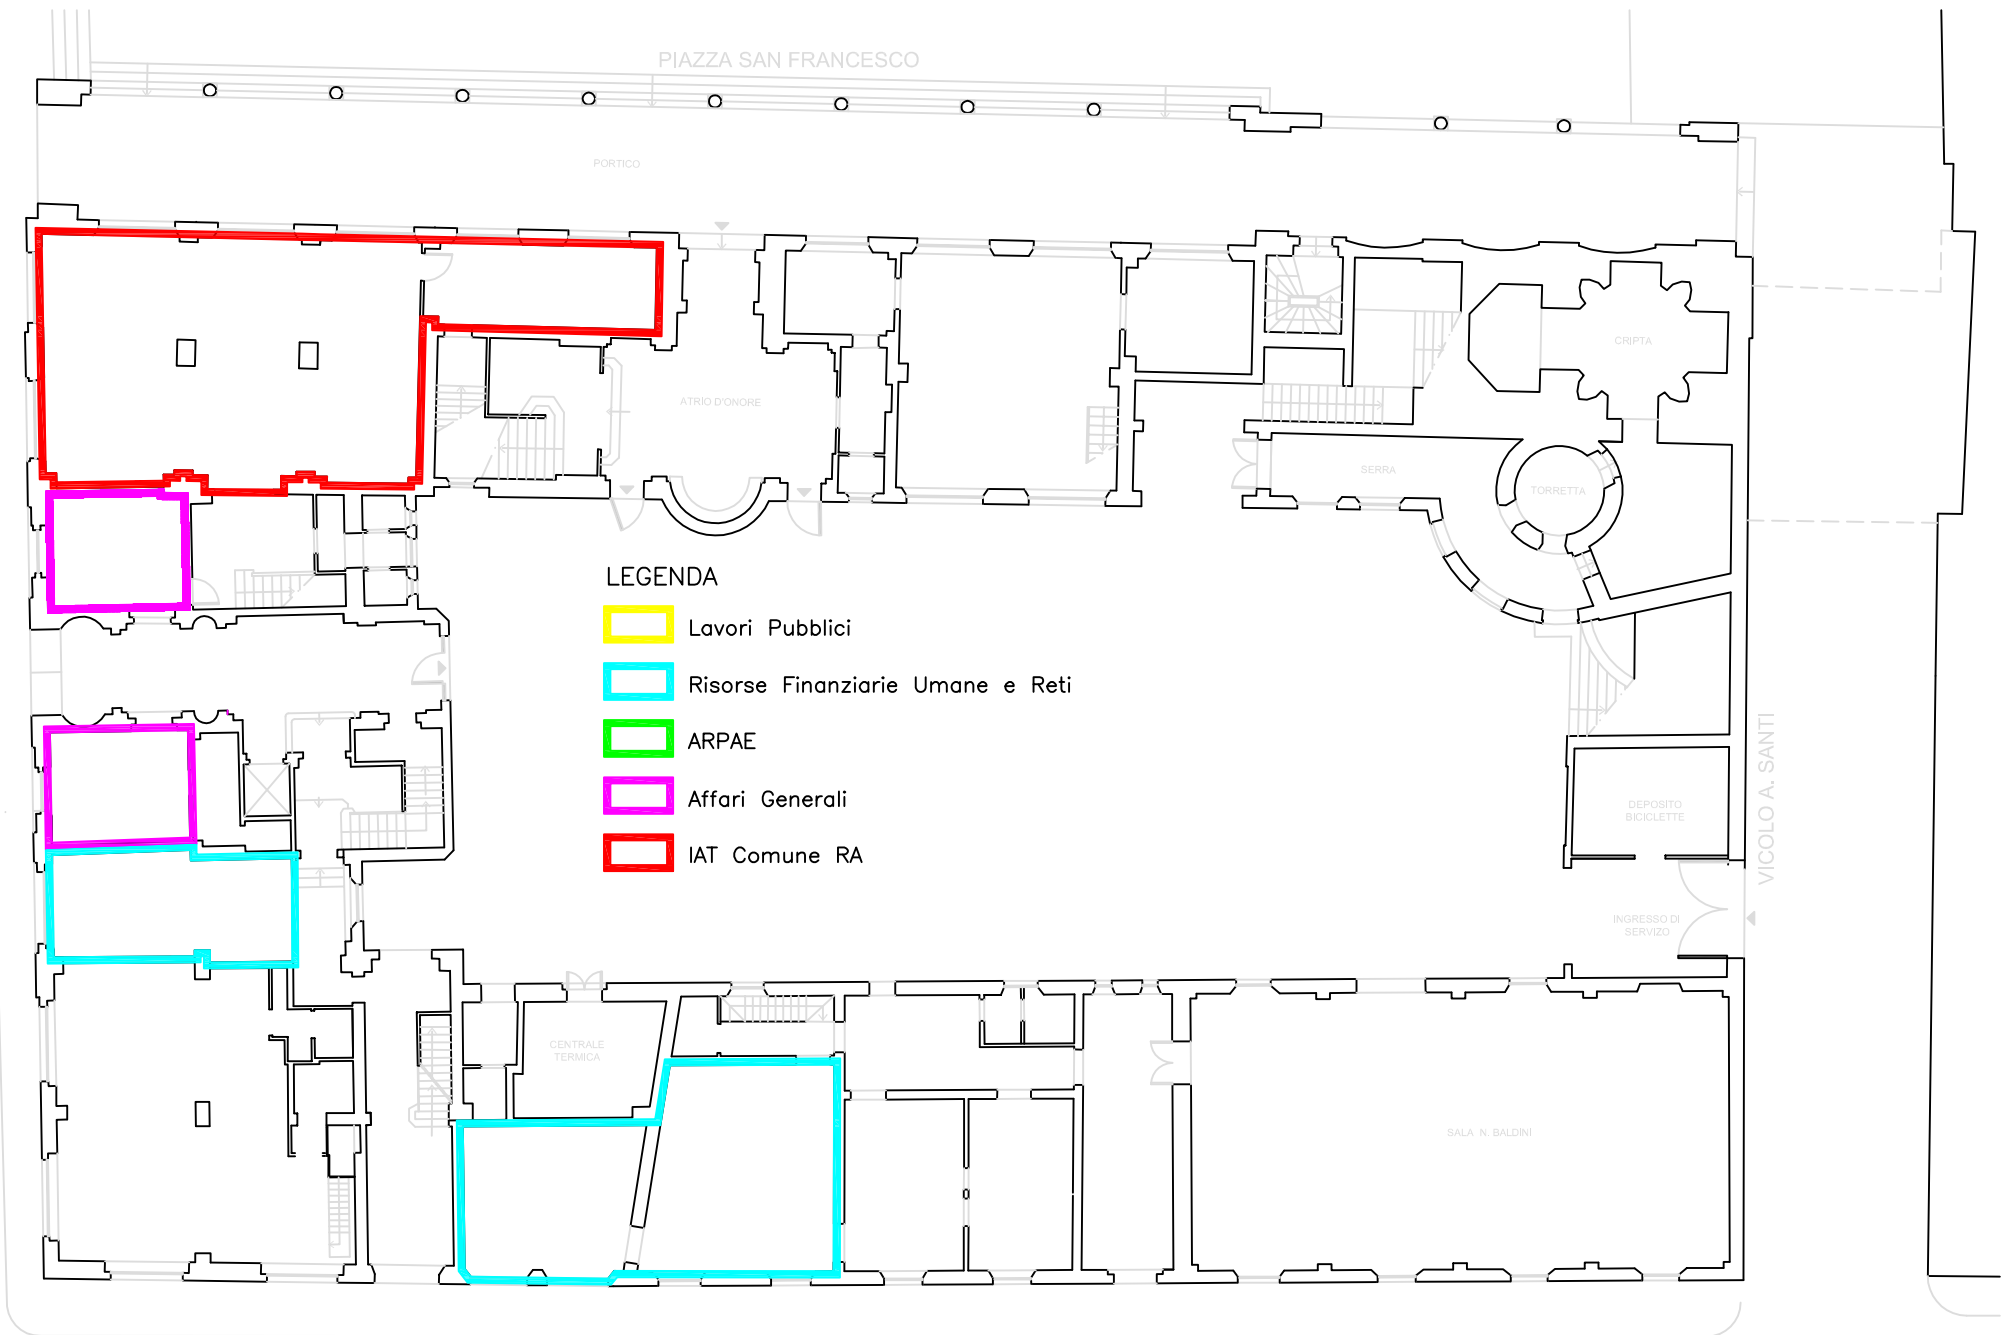 PIAZZA SAN FRANCESCO
PORTICO
CRIPTA
ATRIO D'ONORE
SERRA
TORRETTA
LEGENDA
Lavori Pubblici
Risorse Finanziarie Umane e Reti
ARPAE
Affari Generali
IAT Comune RA
VICOLO A. SANTI
DEPOSITO
BICICLETTE
INGRESSO DI
SERVIZO
CENTRALE
TERMICA
SALA N. BALDINI